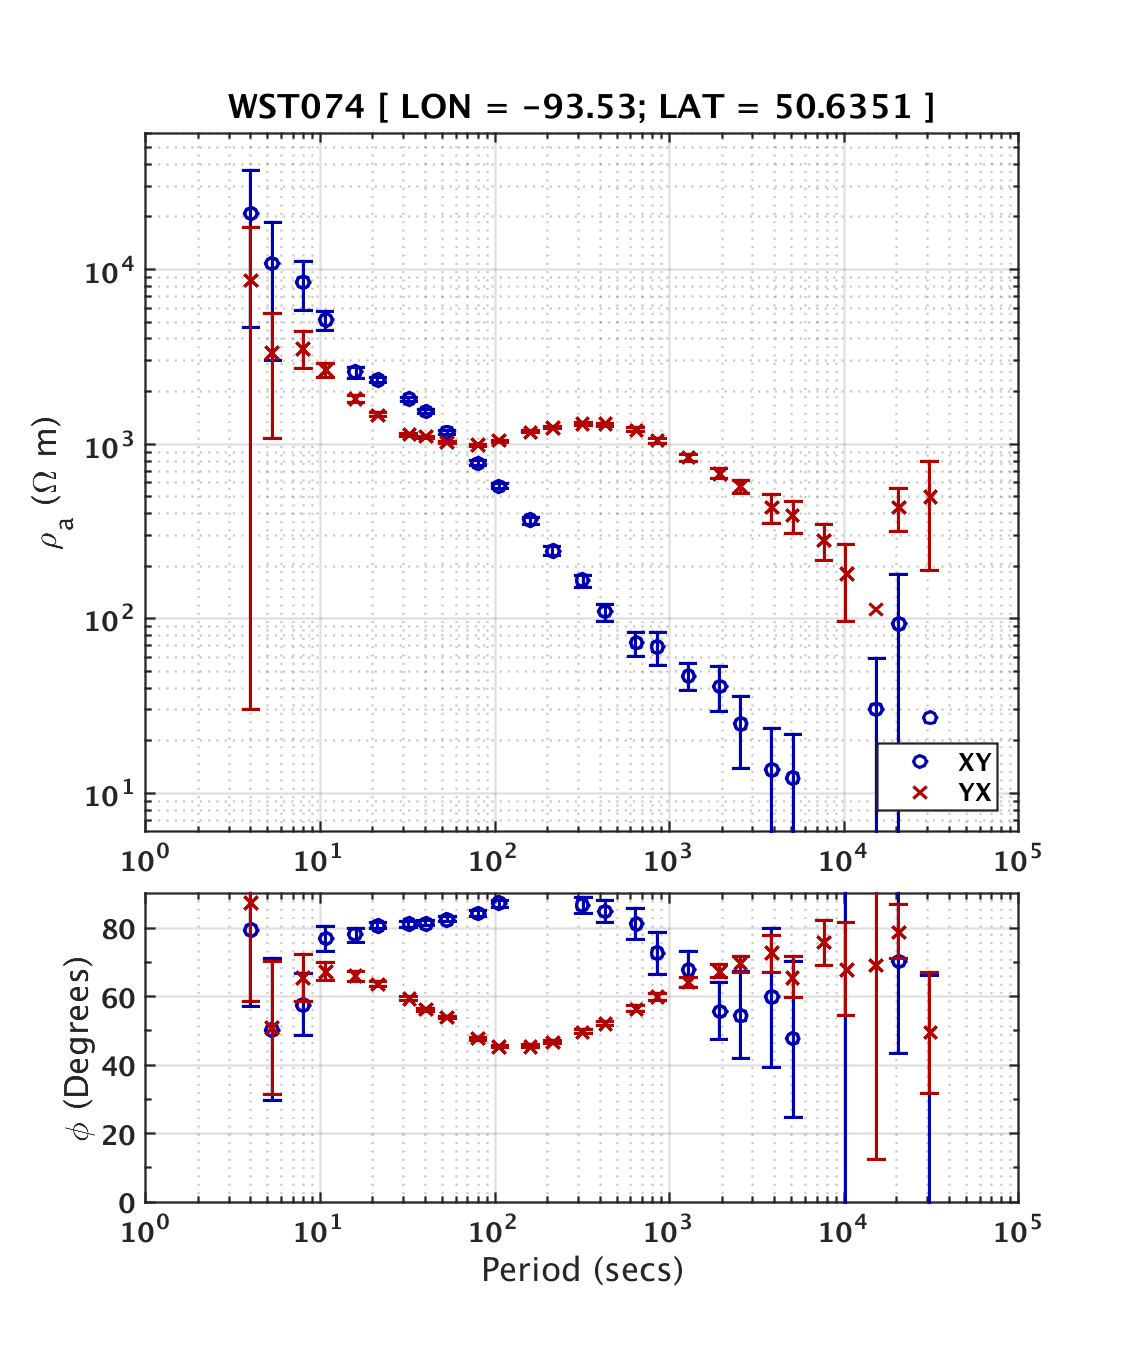 WST074 [ LON = -93.53; LAT = 50.6351 ]
ρa (Ω m)
10^4
10^3
10^2
10^1
XY
YX
10^0 10^1 10^2 10^3 10^4 10^5
φ (Degrees)
80
60
40
20
0
10^0 10^1 10^2 10^3 10^4 10^5
Period (secs)